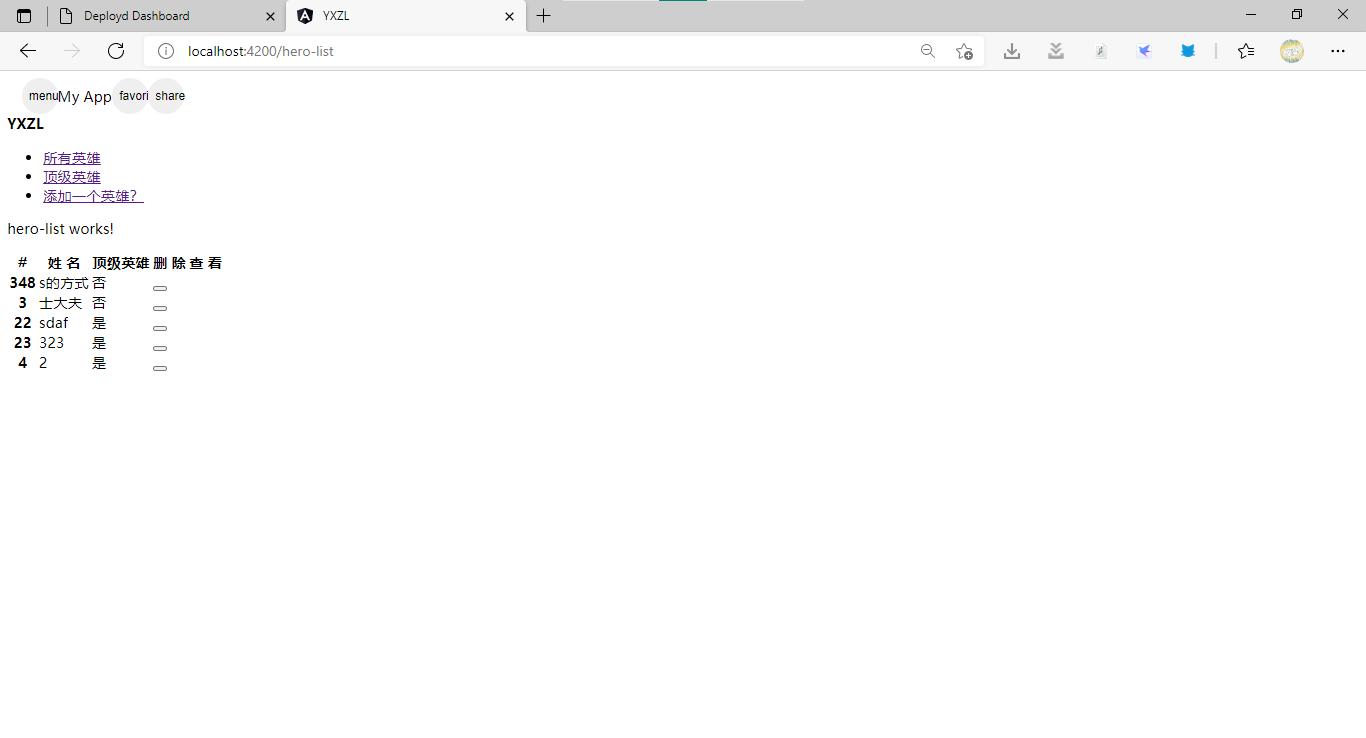 Deployd Dashboard
YXZL
localhost:4200/hero-list
menu My App favori share
YXZL
所有英雄
顶级英雄
添加一个英雄?
hero-list works!
# 姓 名 顶级英雄 删 除 查 看
348 s的方式 否
3 士大夫 否
22 sdaf 是
23 323 是
4 2 是